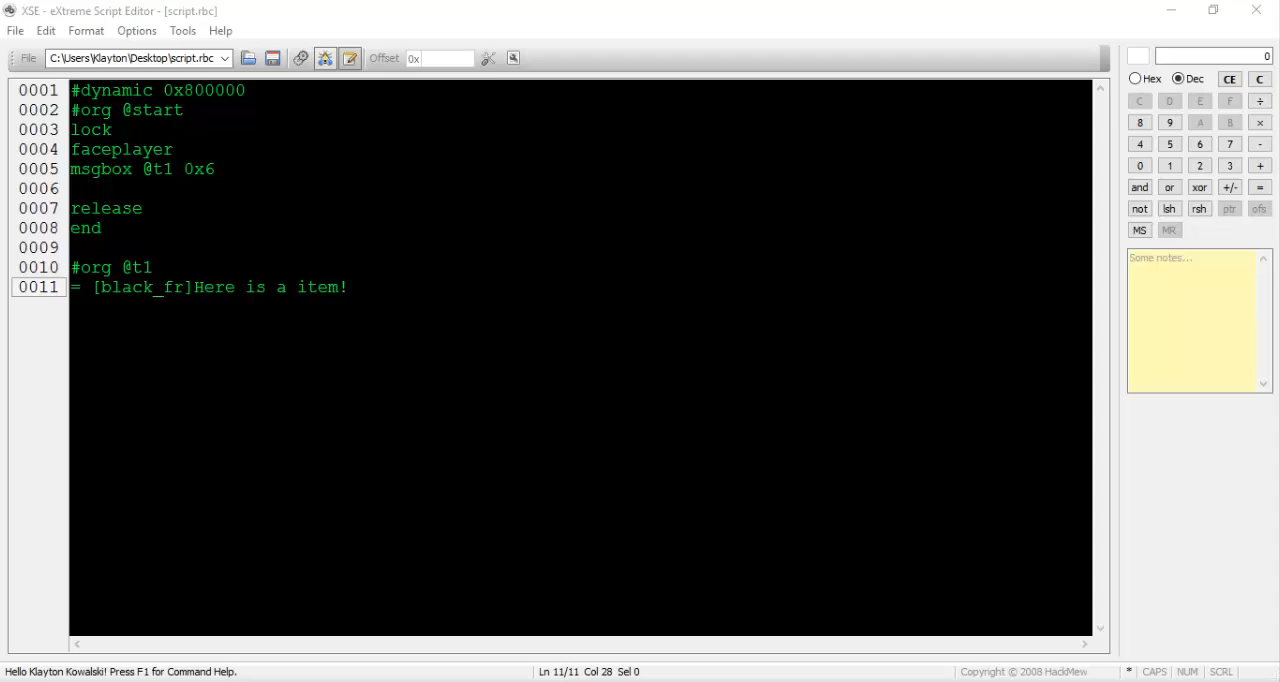 XSE - eXtreme Script Editor - [script.rbc]
File Edit Format Options Tools Help
File C:\Users\Klayton\Desktop\script.rbc Offset 0x
0
Hex Dec CE C
C D E F ÷
8 9 A B ×
4 5 6 7 -
0 1 2 3 +
and or xor +/- =
not lsh rsh ptr ofs
MS MR
Some notes...
0001 #dynamic 0x800000
0002 #org @start
0003 lock
0004 faceplayer
0005 msgbox @t1 0x6
0006
0007 release
0008 end
0009
0010 #org @t1
0011 = [black_fr]Here is a item!
Hello Klayton Kowalski! Press F1 for Command Help. Ln 11/11 Col 28 Sel 0 Copyright © 2008 HackMew * CAPS NUM SCRL